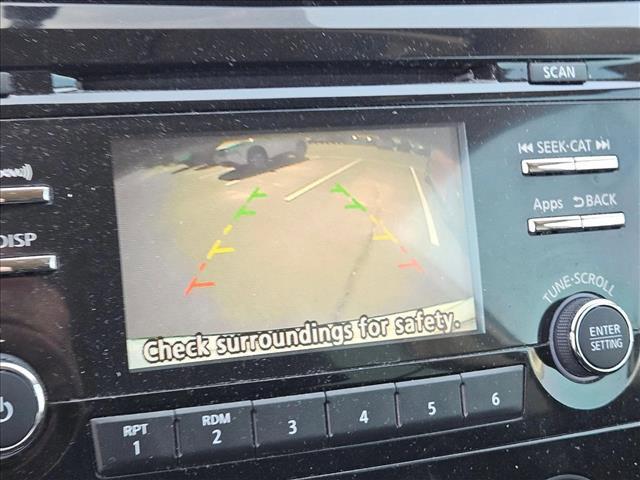 SCAN
SEEK·CAT
Apps BACK
DISP
TUNE·SCROLL
ENTER
SETTING
Check surroundings for safety.
RPT
1
RDM
2
3
4
5
6